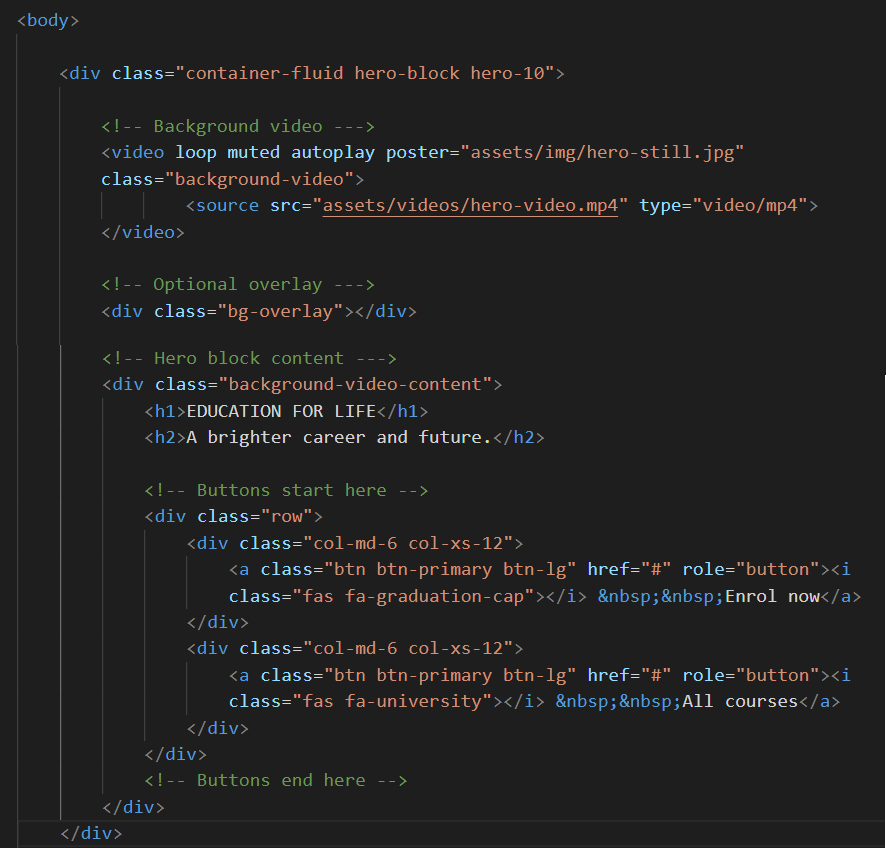 <body>
<div class="container-fluid hero-block hero-10">
<!-- Background video --->
<video loop muted autoplay poster="assets/img/hero-still.jpg"
class="background-video">
<source src="assets/videos/hero-video.mp4" type="video/mp4">
</video>
<!-- Optional overlay --->
<div class="bg-overlay"></div>
<!-- Hero block content --->
<div class="background-video-content">
<h1>EDUCATION FOR LIFE</h1>
<h2>A brighter career and future.</h2>
<!-- Buttons start here -->
<div class="row">
<div class="col-md-6 col-xs-12">
<a class="btn btn-primary btn-lg" href="#" role="button"><i
class="fas fa-graduation-cap"></i> &nbsp;&nbsp;Enrol now</a>
</div>
<div class="col-md-6 col-xs-12">
<a class="btn btn-primary btn-lg" href="#" role="button"><i
class="fas fa-university"></i> &nbsp;&nbsp;All courses</a>
</div>
</div>
<!-- Buttons end here -->
</div>
</div>